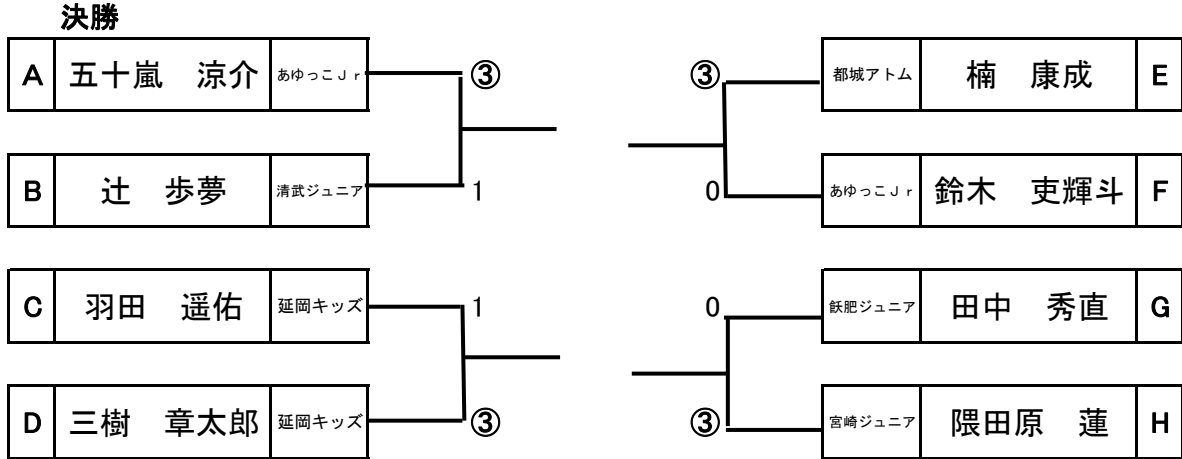 決勝
A 五十嵐 涼介 あゆっこJr ③
③ 都城アトム 楠 康成 E
B 辻 歩夢 清武ジュニア 1
0 あゆっこJr 鈴木 吏輝斗 F
C 羽田 遥佑 延岡キッズ 1
0 飫肥ジュニア 田中 秀直 G
D 三樹 章太郎 延岡キッズ ③
③ 宮崎ジュニア 隈田原 蓮 H